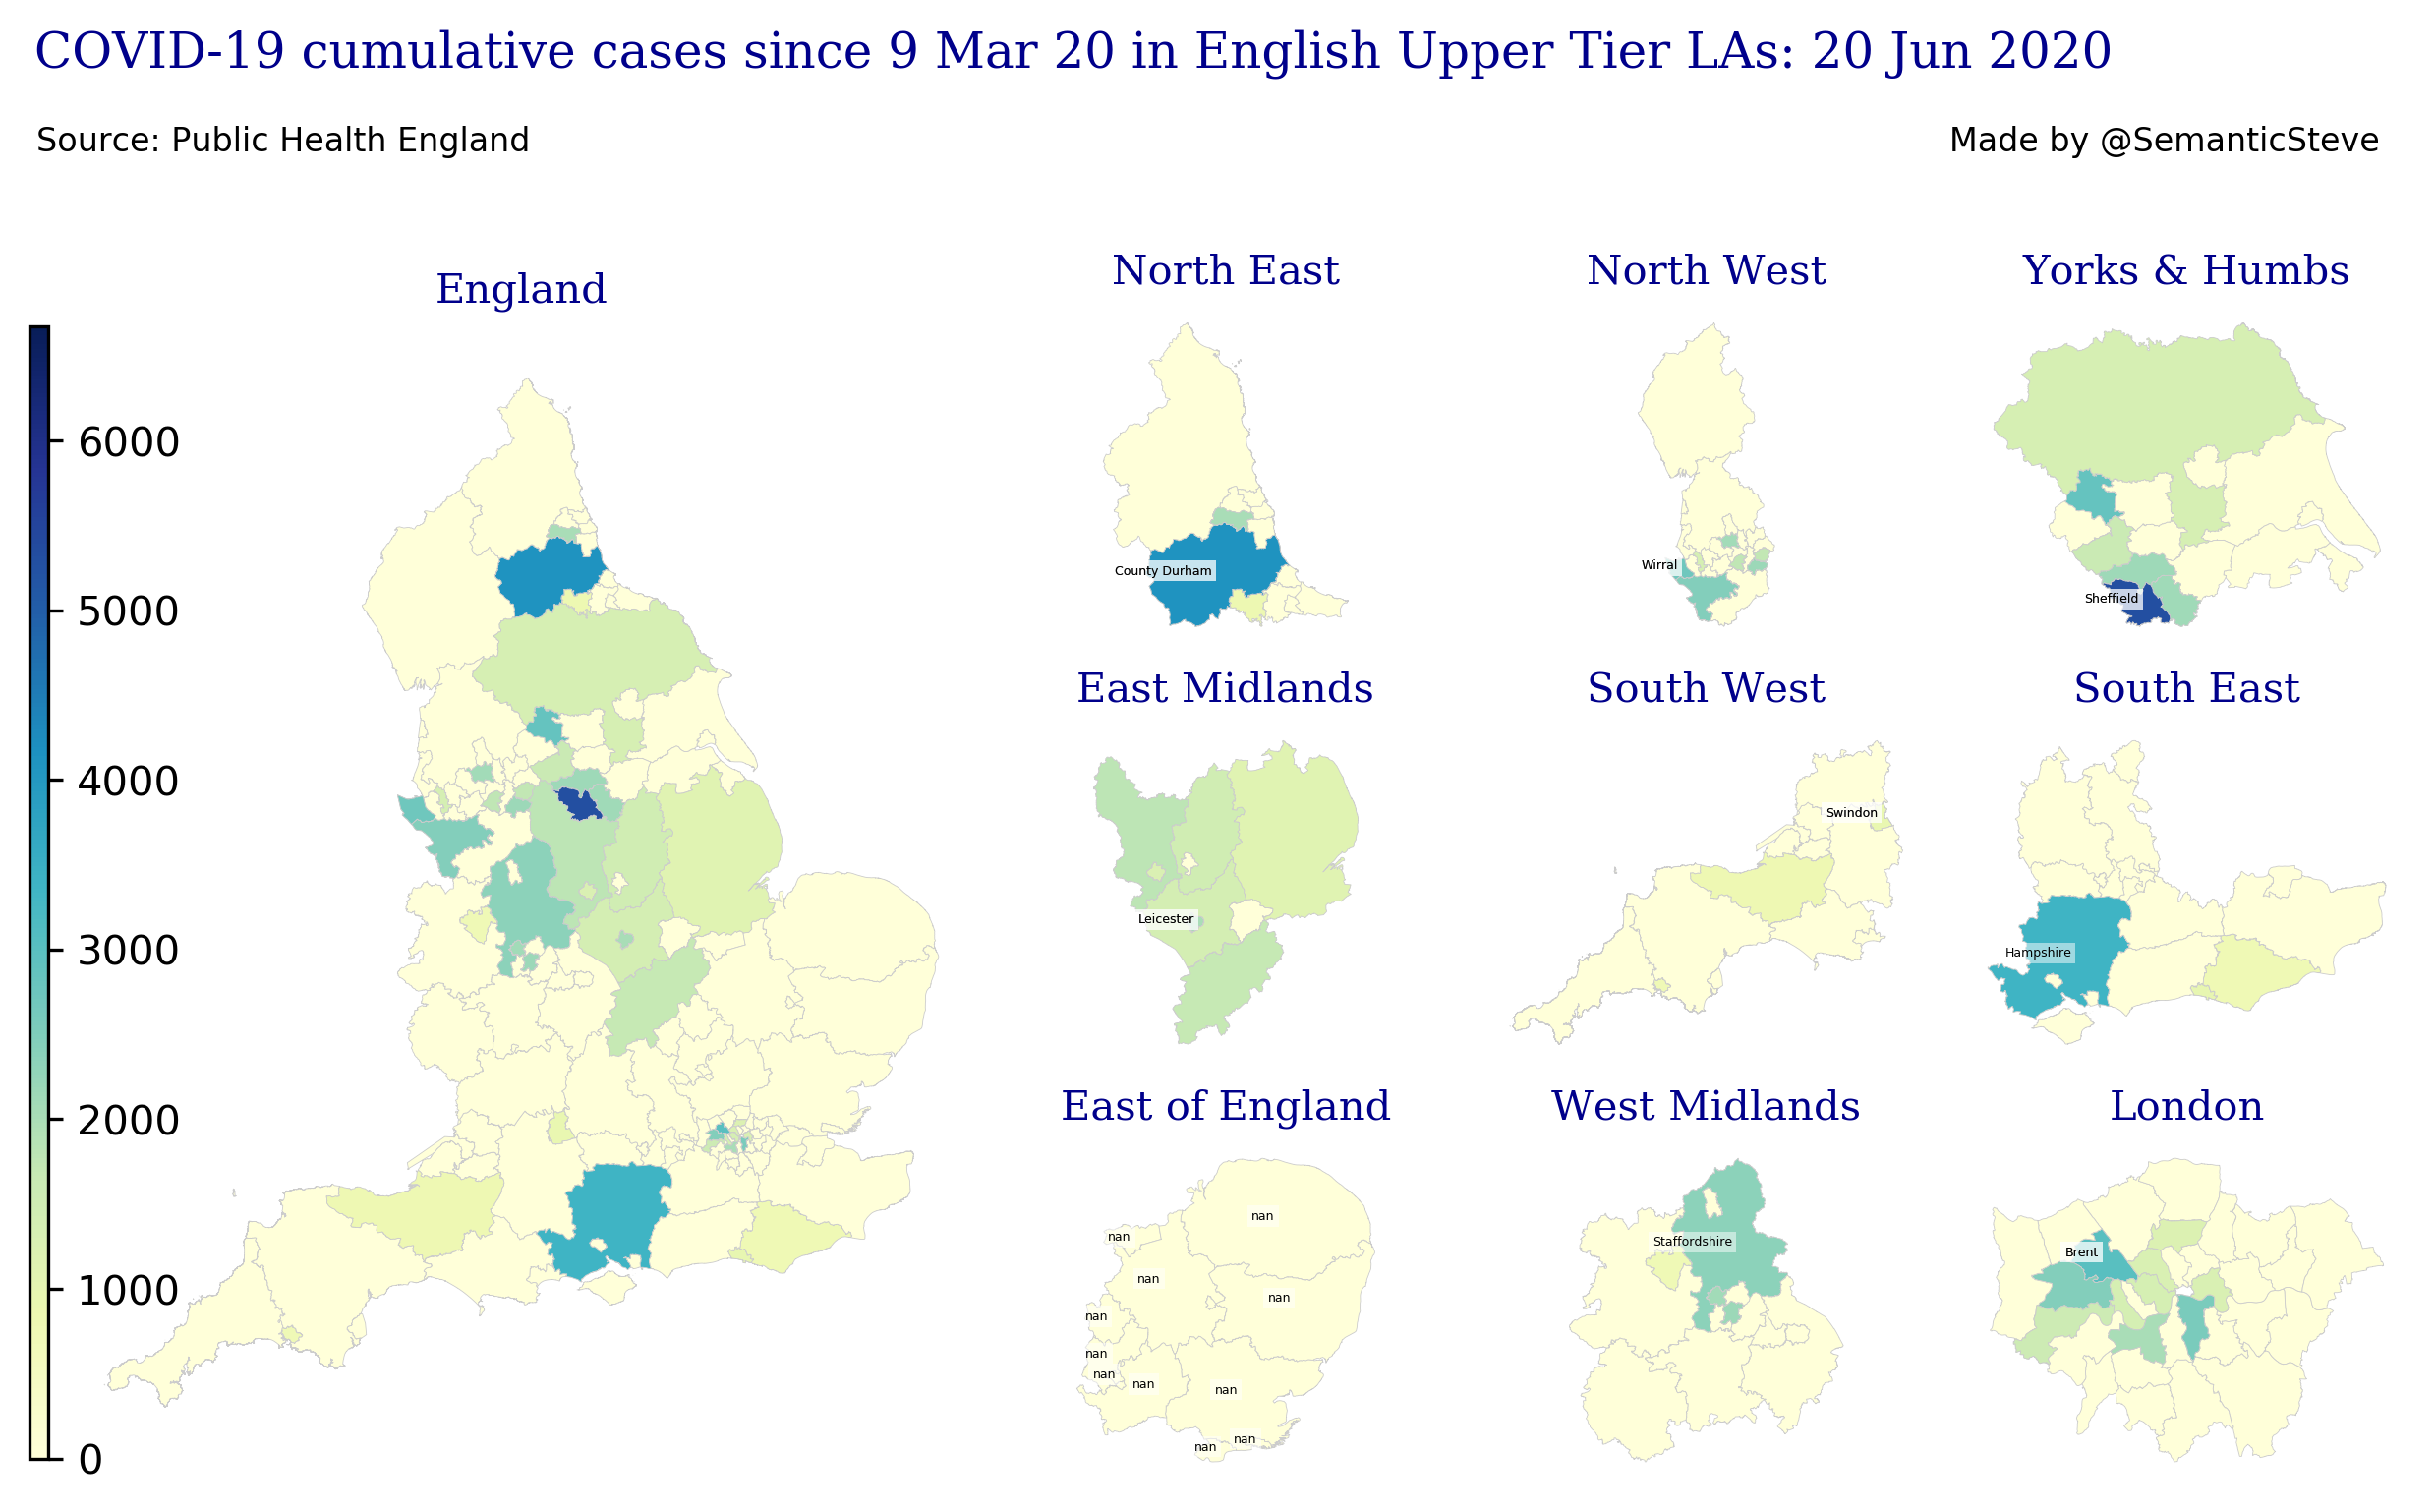 COVID-19 cumulative cases since 9 Mar 20 in English Upper Tier LAs: 20 Jun 2020
Source: Public Health England
Made by @SemanticSteve
England
6000
5000
4000
3000
2000
1000
0
North East
County Durham
North West
Wirral
Yorks & Humbs
Sheffield
East Midlands
Leicester
South West
Swindon
South East
Hampshire
East of England
nan
nan
nan
nan
nan
nan
nan
nan
nan
nan
nan
West Midlands
Staffordshire
London
Brent